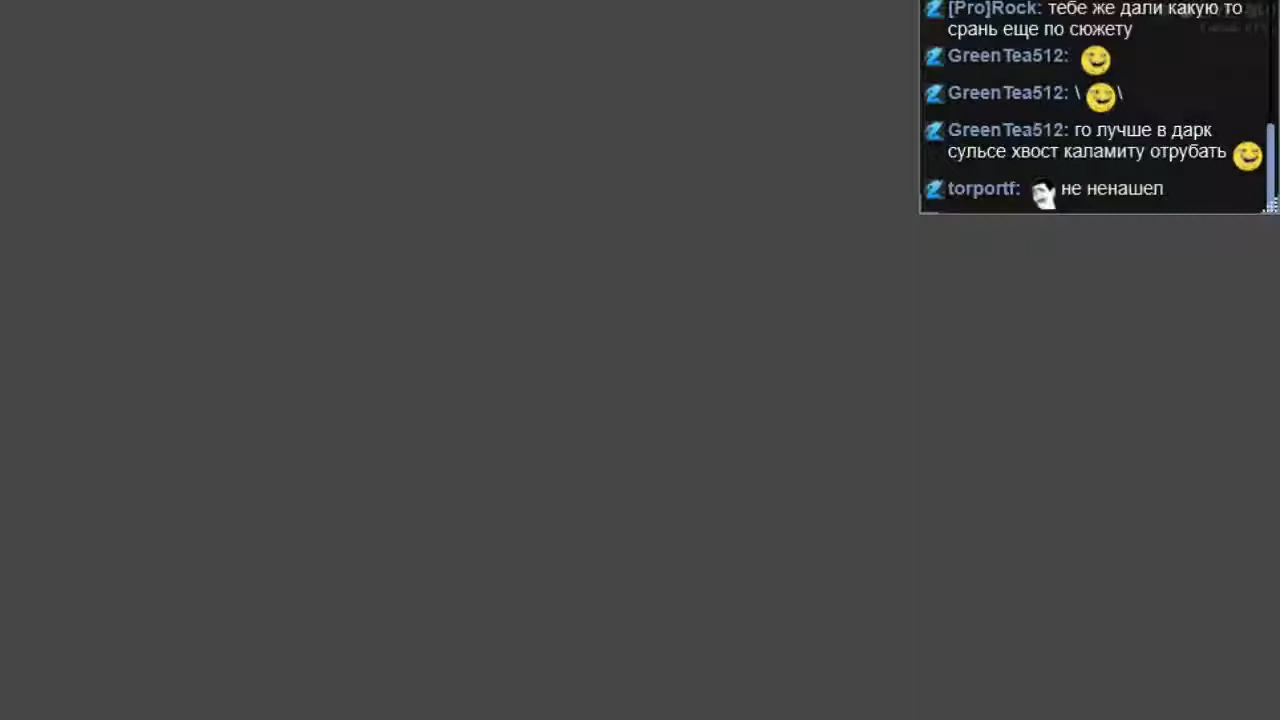 [Pro]Rock: тебе же дали какую то
срань еще по сюжету
GreenTea512:
GreenTea512: \ \
GreenTea512: го лучше в дарк
сульсе хвост каламиту отрубать
torportf: не ненашел